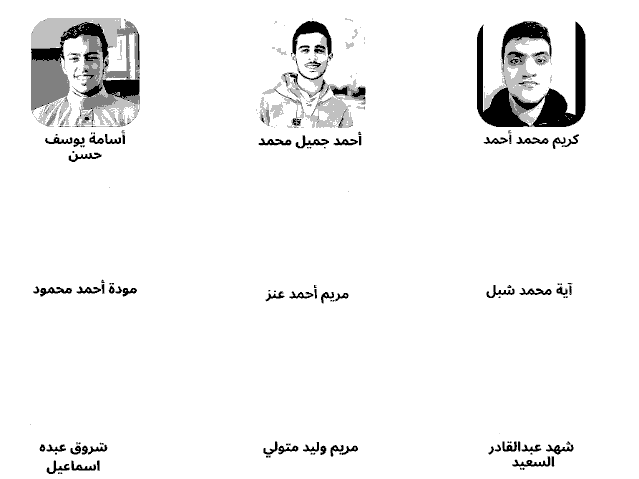 كريم محمد أحمد
أحمد جميل محمد
أسامة يوسف
حسن
آية محمد شبل
مريم أحمد عنز
مودة أحمد محمود
شهد عبدالقادر
السعيد
مريم وليد متولي
شروق عبده
اسماعيل